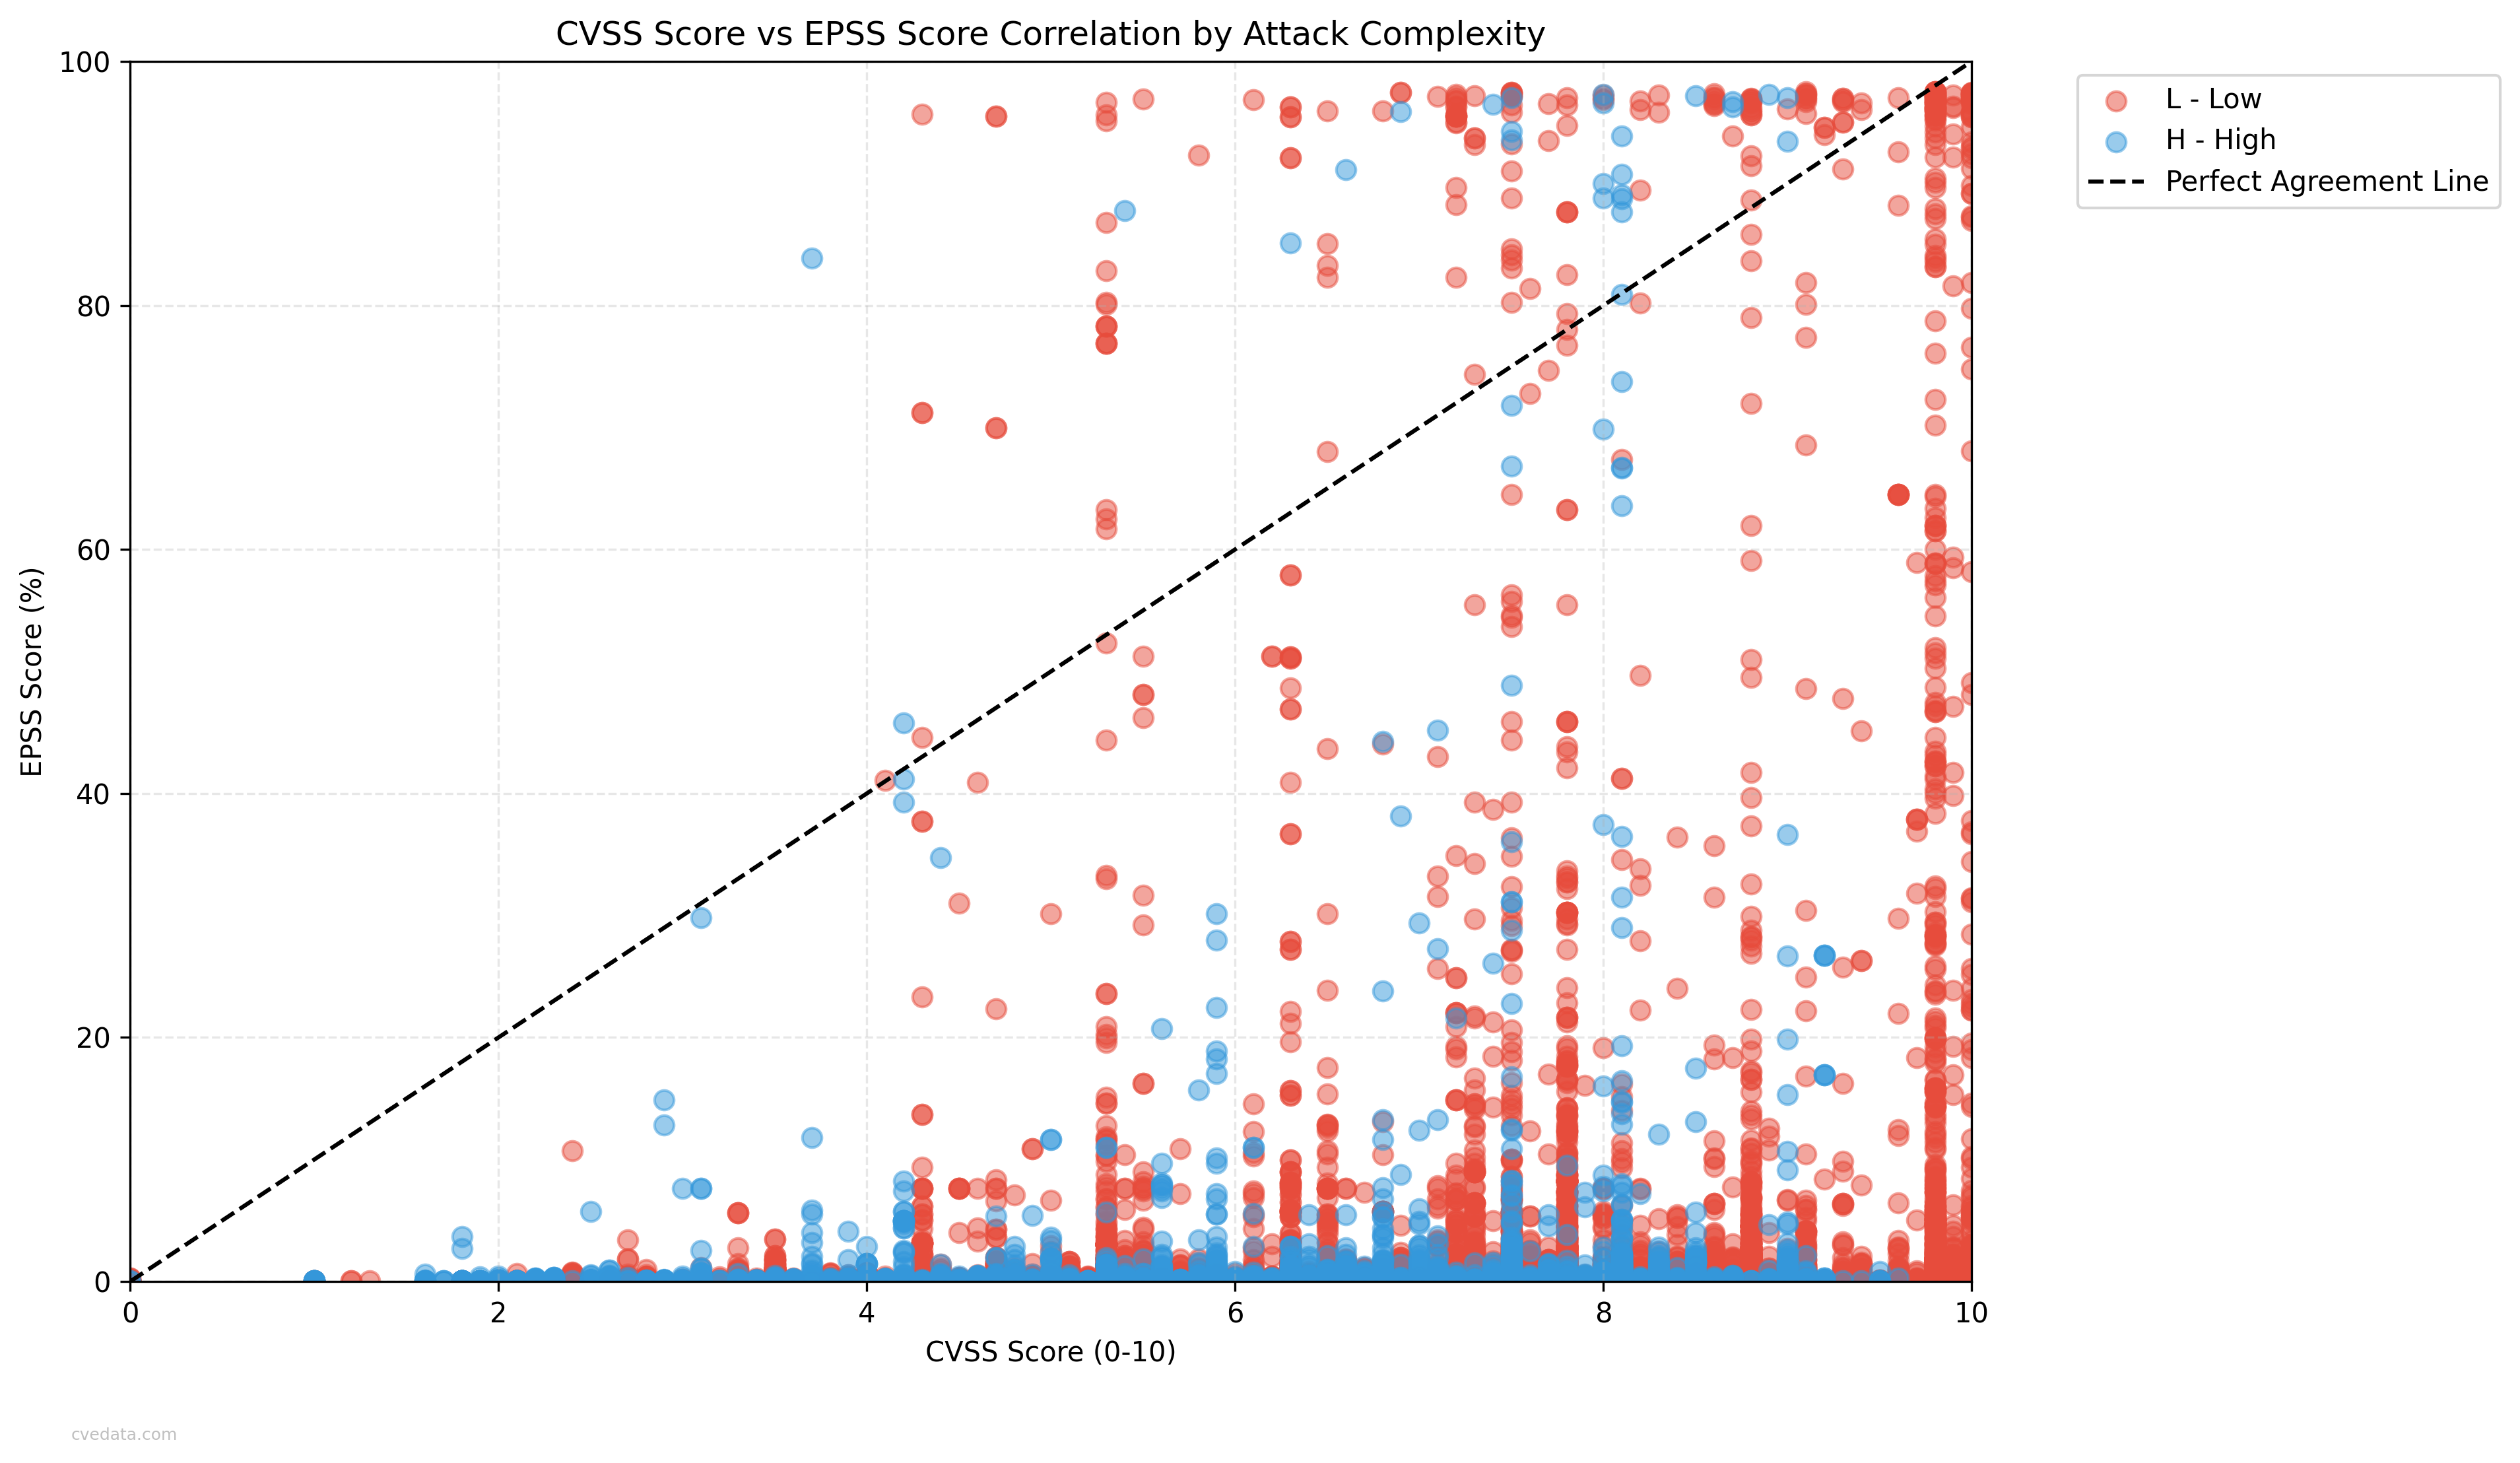 CVSS Score vs EPSS Score Correlation by Attack Complexity
100
80
60
40
20
0
EPSS Score (%)
0 2 4 6 8 10
CVSS Score (0-10)
L - Low
H - High
Perfect Agreement Line
cvedata.com